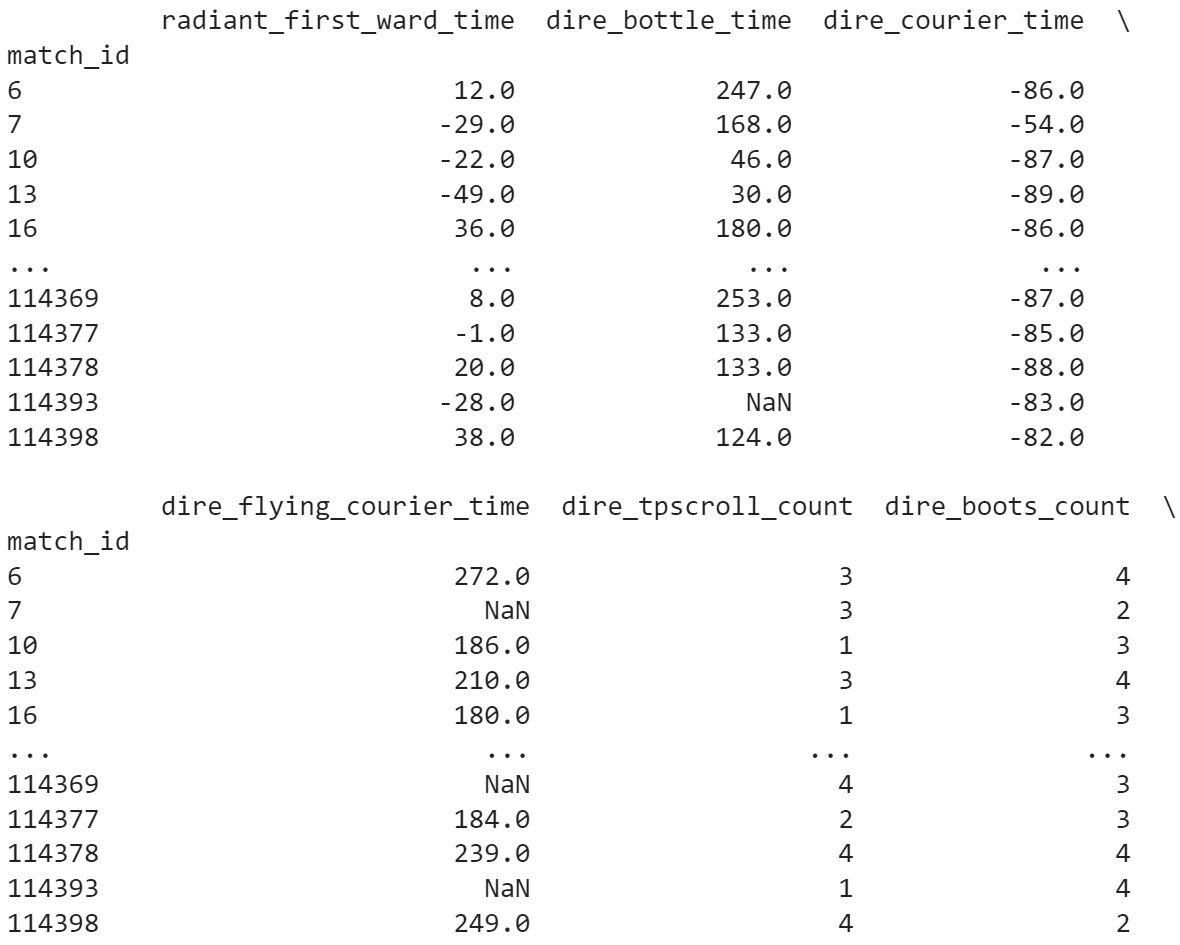 radiant_first_ward_time dire_bottle_time dire_courier_time \
match_id
6 12.0 247.0 -86.0
7 -29.0 168.0 -54.0
10 -22.0 46.0 -87.0
13 -49.0 30.0 -89.0
16 36.0 180.0 -86.0
... ... ... ...
114369 8.0 253.0 -87.0
114377 -1.0 133.0 -85.0
114378 20.0 133.0 -88.0
114393 -28.0 NaN -83.0
114398 38.0 124.0 -82.0
dire_flying_courier_time dire_tpscroll_count dire_boots_count \
match_id
6 272.0 3 4
7 NaN 3 2
10 186.0 1 3
13 210.0 3 4
16 180.0 1 3
... ... ... ...
114369 NaN 4 3
114377 184.0 2 3
114378 239.0 4 4
114393 NaN 1 4
114398 249.0 4 2